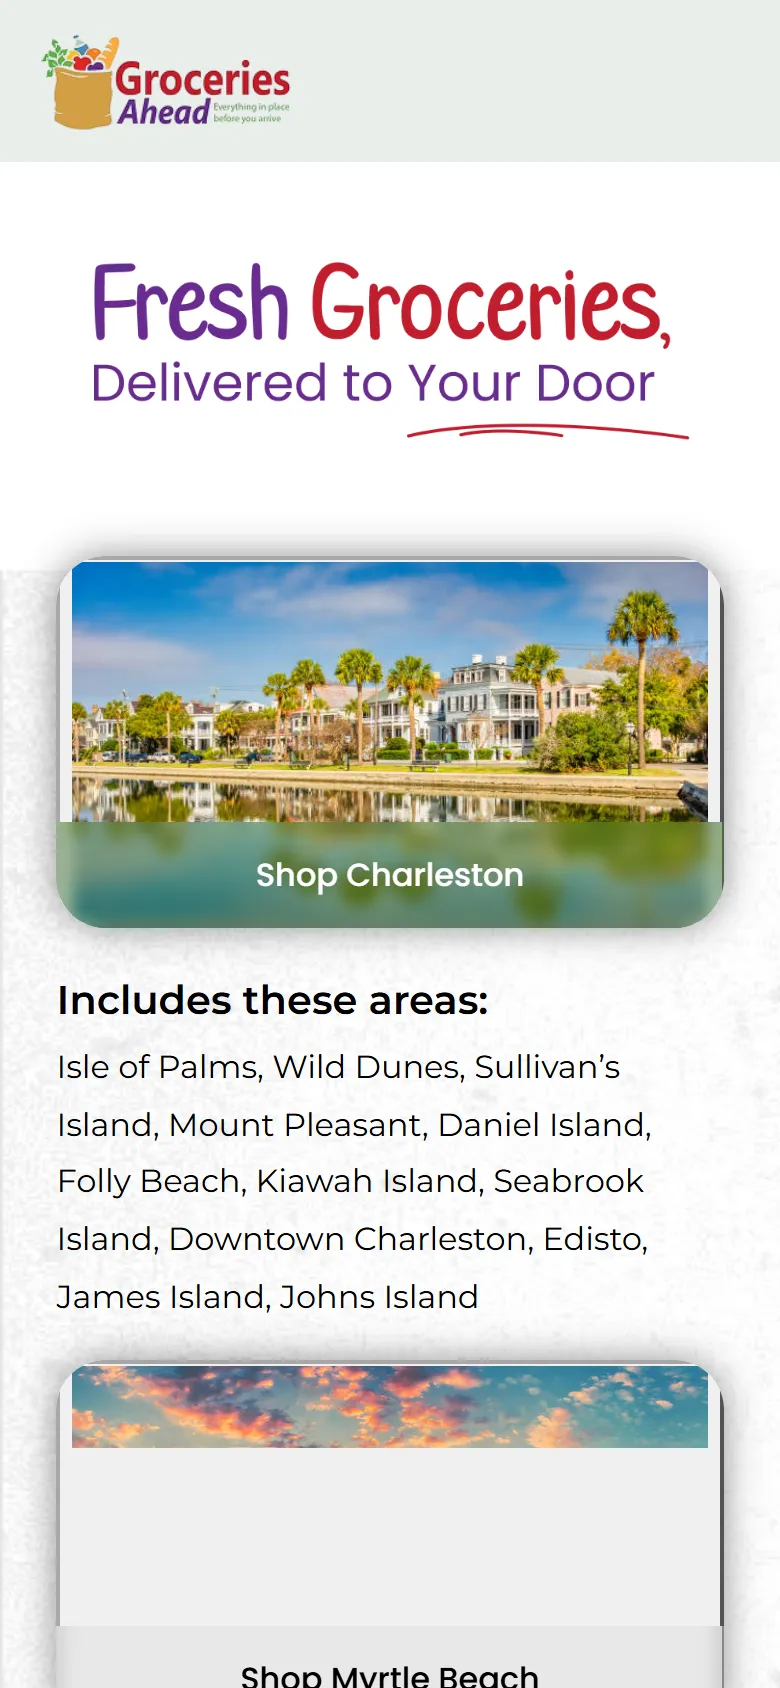 Groceries
Ahead Everything in place
before you arrive
Fresh Groceries,
Delivered to Your Door
Shop Charleston
Includes these areas:
Isle of Palms, Wild Dunes, Sullivan’s
Island, Mount Pleasant, Daniel Island,
Folly Beach, Kiawah Island, Seabrook
Island, Downtown Charleston, Edisto,
James Island, Johns Island
Shop Myrtle Beach